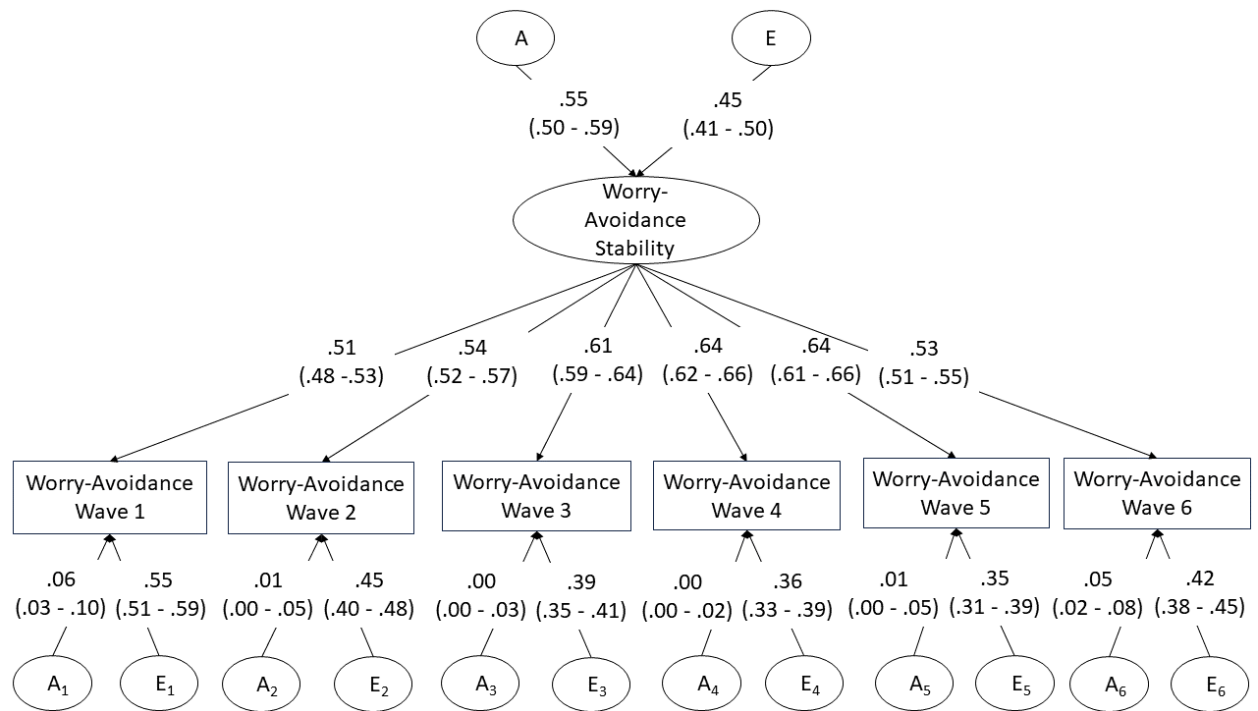 A
E
.55
(.50 - .59)
.45
(.41 - .50)
Worry-
Avoidance
Stability
.51
(.48 -.53)
.54
(.52 - .57)
.61
(.59 - .64)
.64
(.62 - .66)
.64
(.61 - .66)
.53
(.51 - .55)
Worry-Avoidance
Wave 1
Worry-Avoidance
Wave 2
Worry-Avoidance
Wave 3
Worry-Avoidance
Wave 4
Worry-Avoidance
Wave 5
Worry-Avoidance
Wave 6
.06
(.03 - .10)
.55
(.51 - .59)
.01
(.00 - .05)
.45
(.40 - .48)
.00
(.00 - .03)
.39
(.35 - .41)
.00
(.00 - .02)
.36
(.33 - .39)
.01
(.00 - .05)
.35
(.31 - .39)
.05
(.02 - .08)
.42
(.38 - .45)
A₁
E₁
A₂
E₂
A₃
E₃
A₄
E₄
A₅
E₅
A₆
E₆